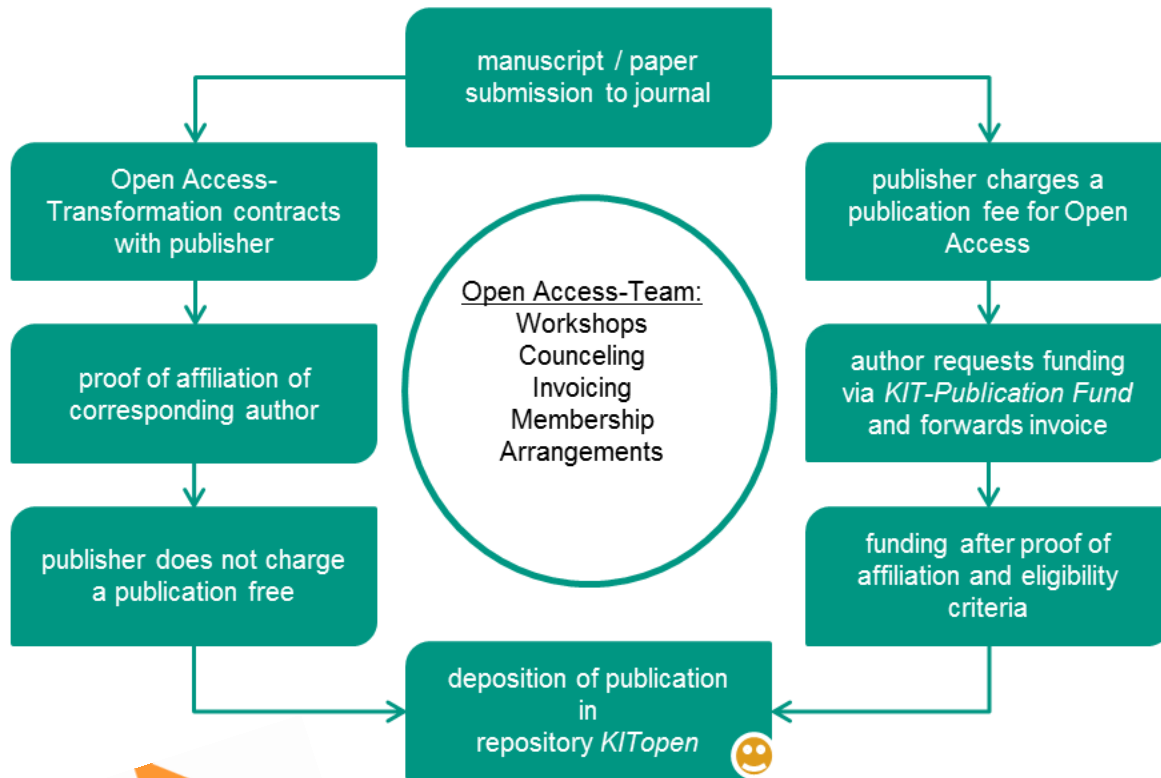 manuscript / paper
submission to journal
Open Access-
Transformation contracts
with publisher
proof of affiliation of
corresponding author
publisher does not charge
a publication free
Open Access-Team:
Workshops
Counceling
Invoicing
Membership
Arrangements
publisher charges a
publication fee for Open
Access
author requests funding
via KIT-Publication Fund
and forwards invoice
funding after proof of
affiliation and eligibility
criteria
deposition of publication
in
repository KITopen